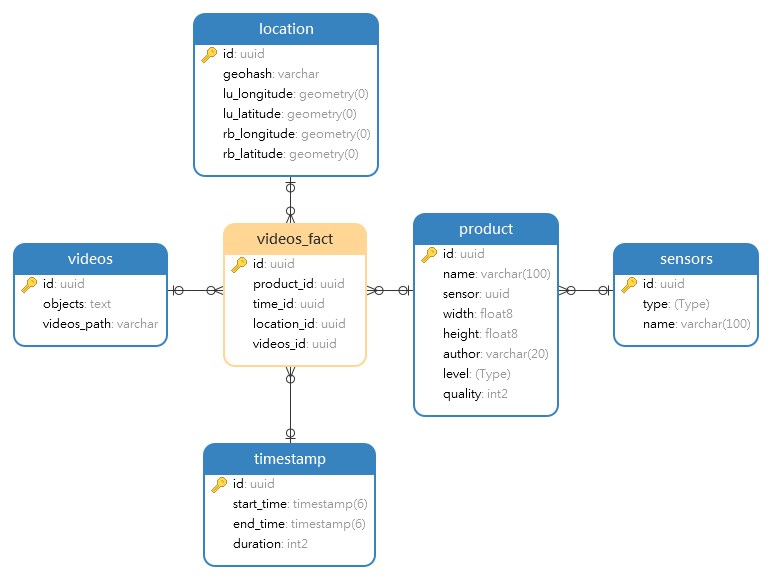 location
id: uuid
geohash: varchar
lu_longitude: geometry(0)
lu_latitude: geometry(0)
rb_longitude: geometry(0)
rb_latitude: geometry(0)
videos
id: uuid
objects: text
videos_path: varchar
videos_fact
id: uuid
product_id: uuid
time_id: uuid
location_id: uuid
videos_id: uuid
product
id: uuid
name: varchar(100)
sensor: uuid
width: float8
height: float8
author: varchar(20)
level: (Type)
quality: int2
sensors
id: uuid
type: (Type)
name: varchar(100)
timestamp
id: uuid
start_time: timestamp(6)
end_time: timestamp(6)
duration: int2